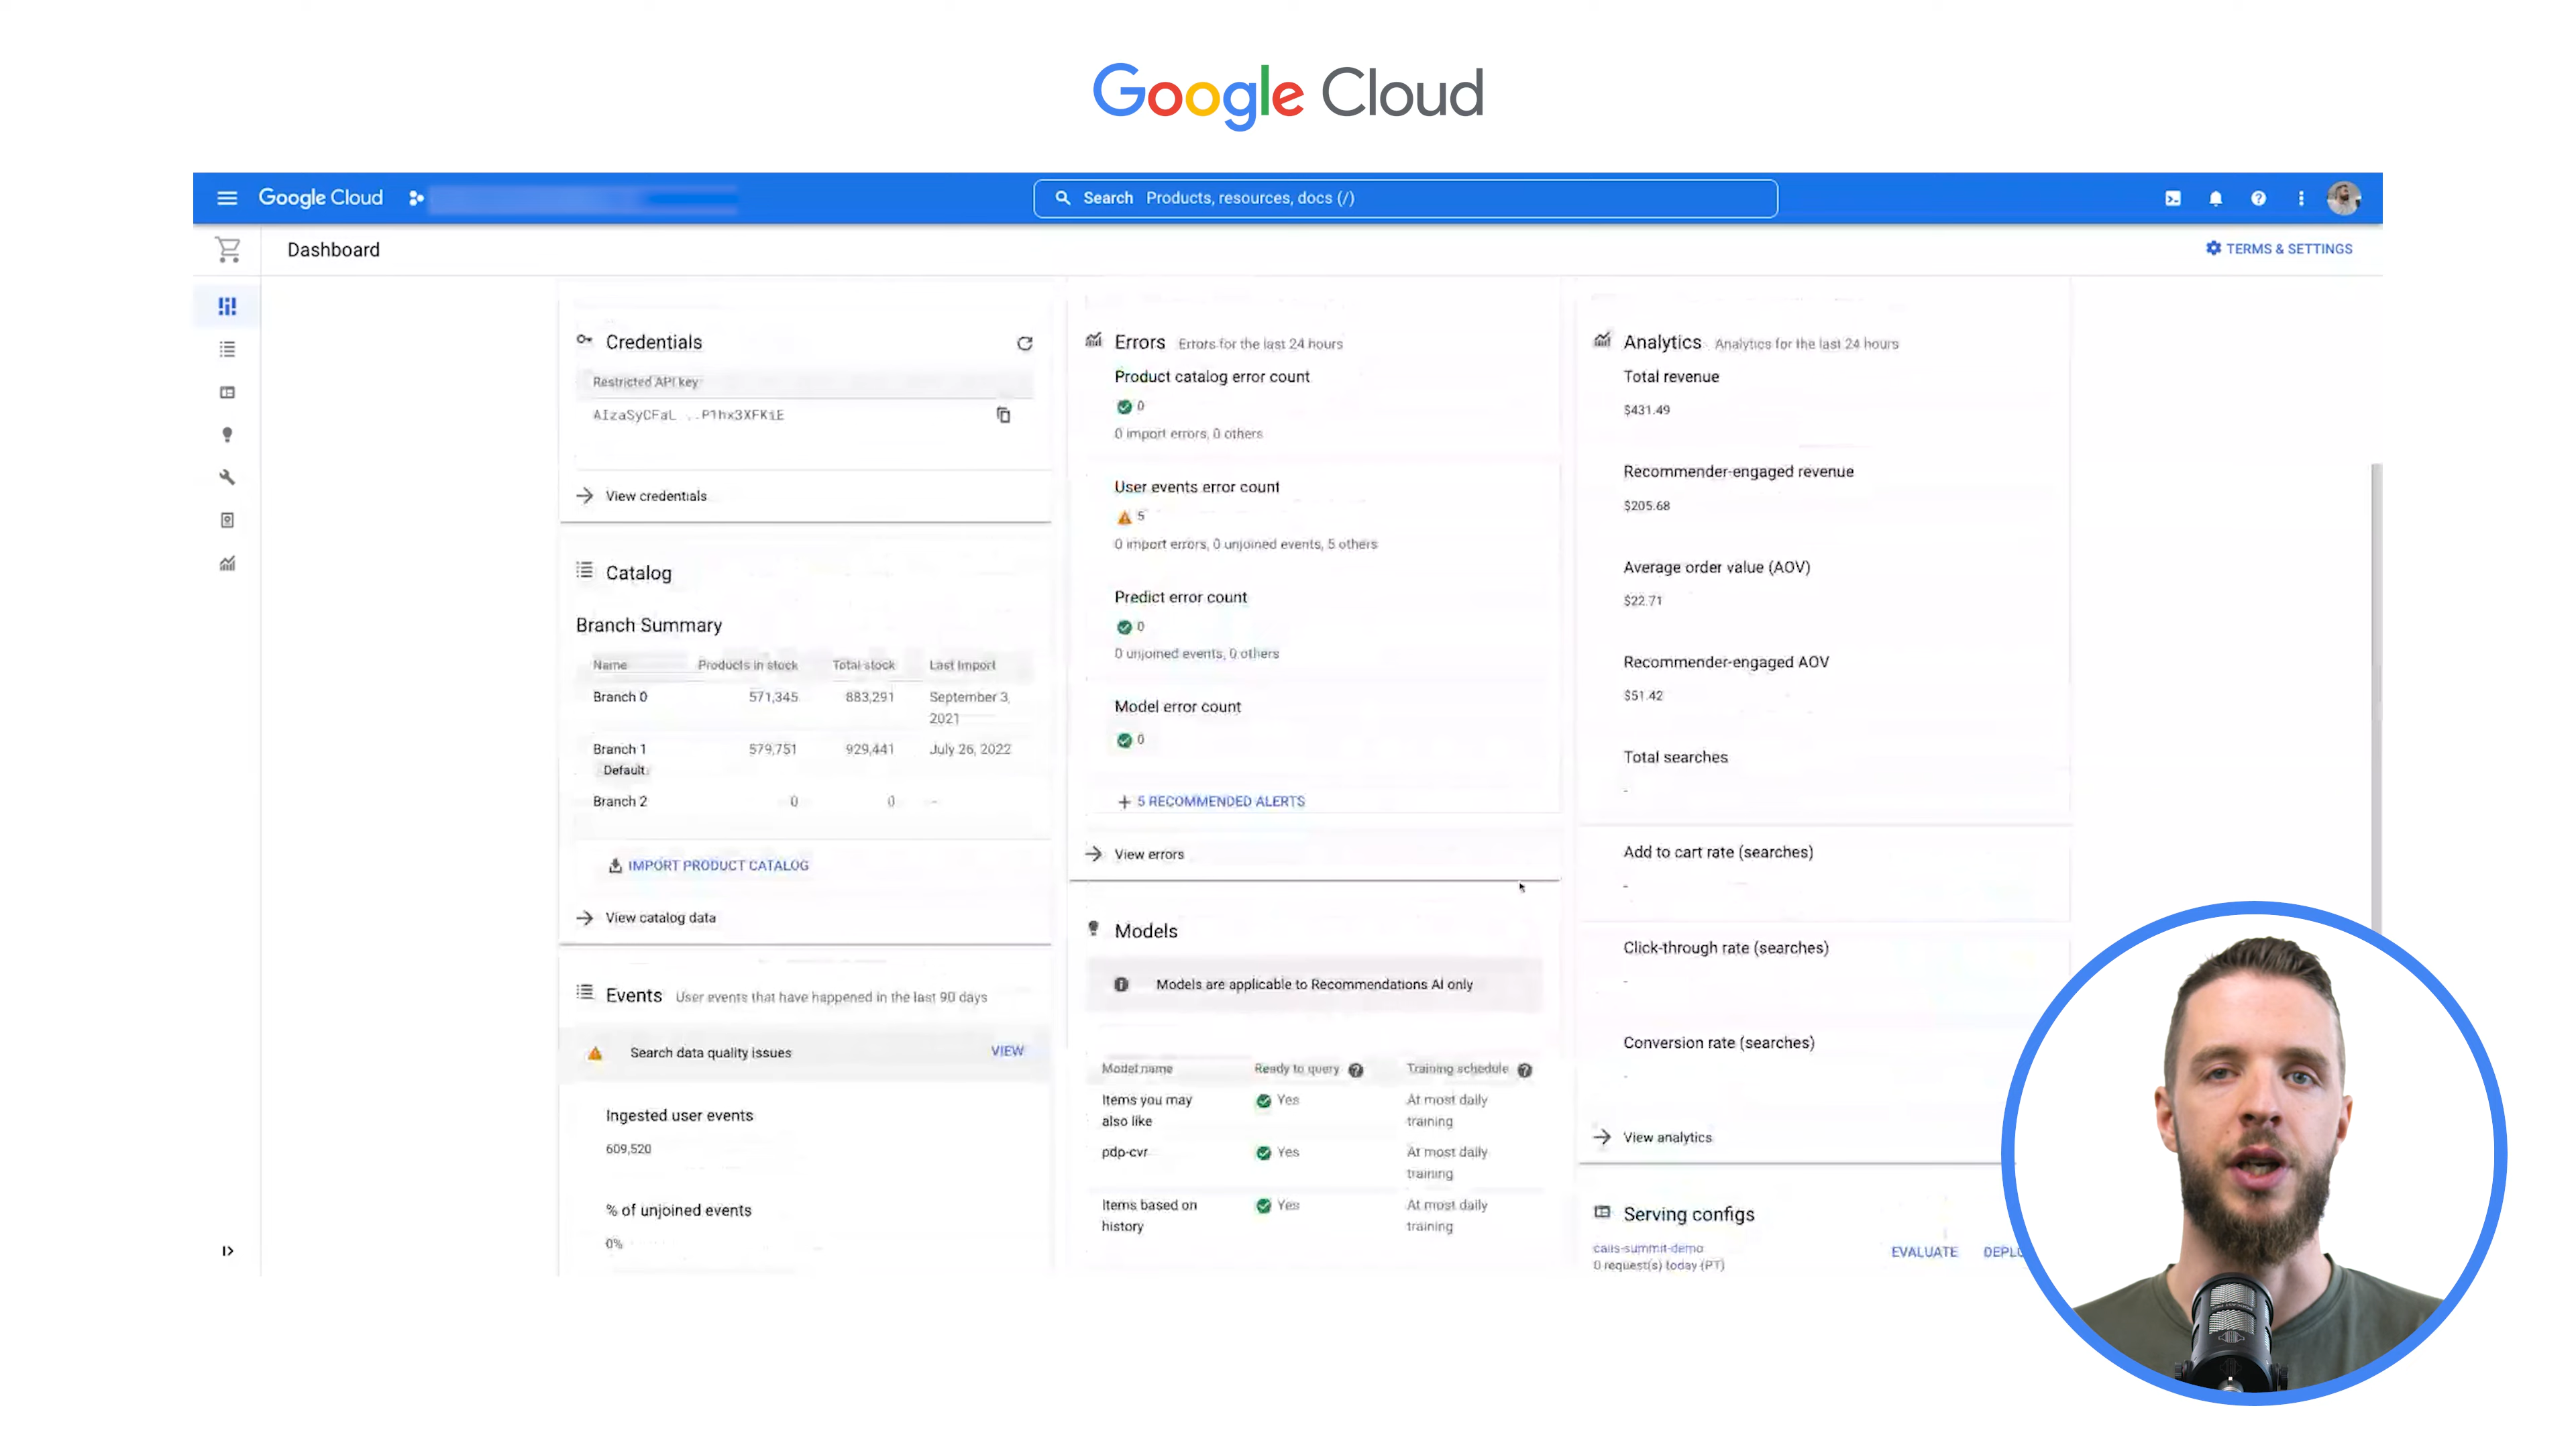 Google Cloud
Google Cloud
Search Products, resources, docs (/)
Dashboard
TERMS & SETTINGS
Credentials
Restricted API key
AIzaSyCFaL ...P1hx3XFKiE
View credentials
Catalog
Branch Summary
Name Products in stock Total stock Last Import
Branch 0 571,345 883,291 September 3,
2021
Branch 1 579,751 929,441 July 26, 2022
Default
Branch 2 0 0 -
IMPORT PRODUCT CATALOG
View catalog data
Events User events that have happened in the last 90 days
Search data quality issues VIEW
Ingested user events
609,520
% of unjoined events
0%
Errors Errors for the last 24 hours
Product catalog error count
0
0 import errors, 0 others
User events error count
5
0 import errors, 0 unjoined events, 5 others
Predict error count
0
0 unjoined events, 0 others
Model error count
0
+ 5 RECOMMENDED ALERTS
View errors
Models
Models are applicable to Recommendations AI only
Model name Ready to query Training schedule
Items you may Yes At most daily
also like training
pdp-cvr Yes At most daily
training
Items based on Yes At most daily
history training
Analytics Analytics for the last 24 hours
Total revenue
$431.49
Recommender-engaged revenue
$205.68
Average order value (AOV)
$22.71
Recommender-engaged AOV
$51.42
Total searches
-
Add to cart rate (searches)
-
Click-through rate (searches)
-
Conversion rate (searches)
-
View analytics
Serving configs
calis-summit-demo EVALUATE DEPLO
0 request(s) today (PT)